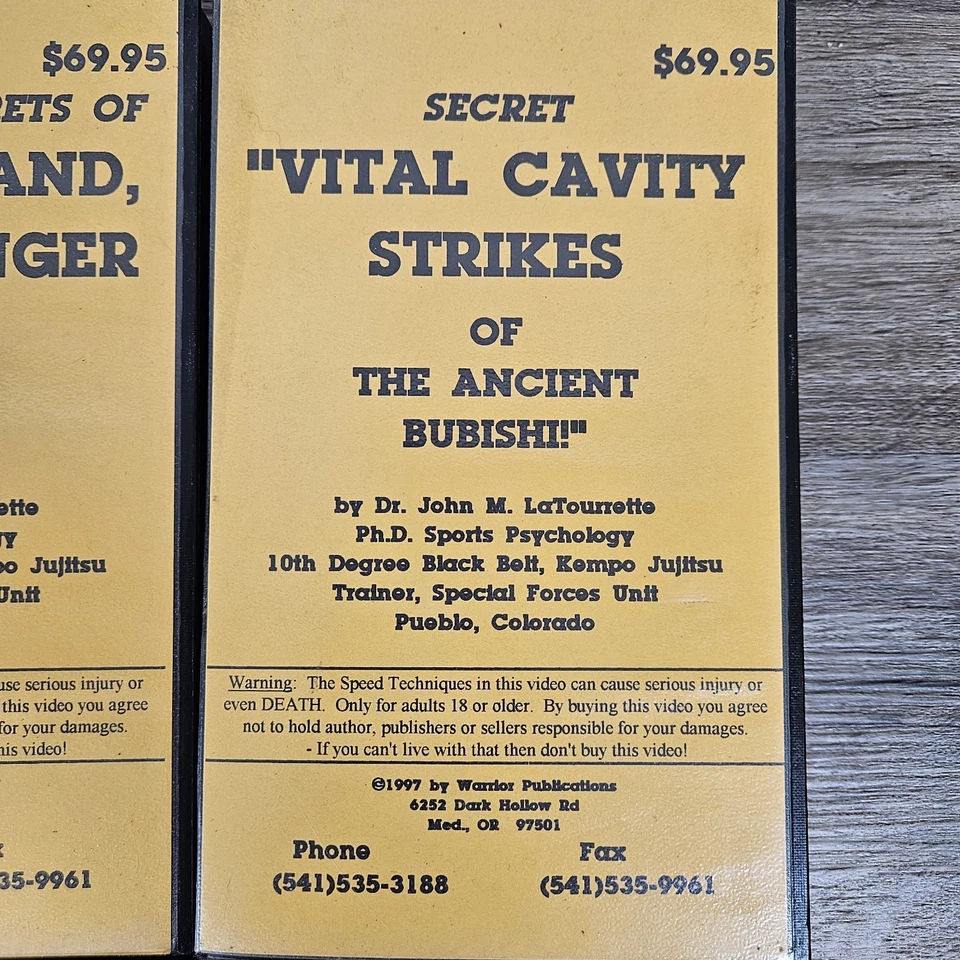 $69.95
ETS OF
AND,
NGER
ette
gy
po Jujitsu
Unit
use serious injury or
this video you agree
for your damages.
his video!
35-9961
$69.95
SECRET
"VITAL CAVITY
STRIKES
OF
THE ANCIENT
BUBISHI!"
by Dr. John M. LaTourrette
Ph.D. Sports Psychology
10th Degree Black Belt, Kempo Jujitsu
Trainer, Special Forces Unit
Pueblo, Colorado
Warning: The Speed Techniques in this video can cause serious injury or
even DEATH. Only for adults 18 or older. By buying this video you agree
not to hold author, publishers or sellers responsible for your damages.
- If you can't live with that then don't buy this video!
©1997 by Warrior Publications
6252 Dark Hollow Rd
Med., OR 97501
Phone Fax
(541)535-3188 (541)535-9961